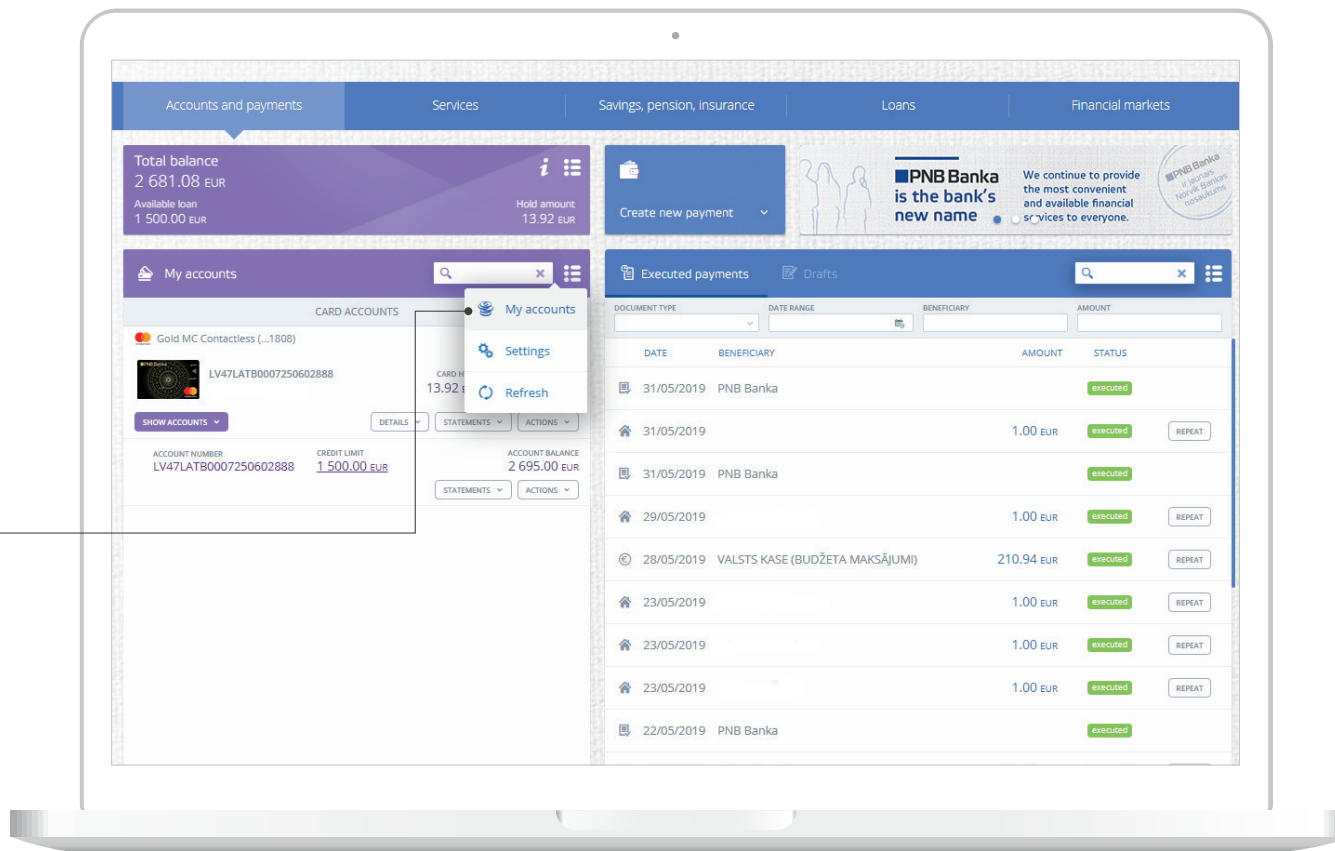 Accounts and payments
Services
Savings, pension, insurance
Loans
Financial markets
Total balance
2 681.08 EUR
Available loan
1 500.00 EUR
i
Hold amount
13.92 EUR
Create new payment
PNB Banka
is the bank's
new name
We continue to provide
the most convenient
and available financial
services to everyone.
PNB Banka
ir jaunais
Norvik Bankas
nosaukums
My accounts
My accounts
Settings
Refresh
CARD ACCOUNTS
Gold MC Contactless (...1808)
LV47LATB0007250602888
CARD H
13.92
SHOW ACCOUNTS
DETAILS
STATEMENTS
ACTIONS
ACCOUNT NUMBER
CREDIT LIMIT
ACCOUNT BALANCE
LV47LATB0007250602888
1 500.00 EUR
2 695.00 EUR
STATEMENTS
ACTIONS
Executed payments
Drafts
DOCUMENT TYPE
DATE RANGE
BENEFICIARY
AMOUNT
DATE
BENEFICIARY
AMOUNT
STATUS
31/05/2019 PNB Banka executed
31/05/2019 1.00 EUR executed REPEAT
31/05/2019 PNB Banka executed
29/05/2019 1.00 EUR executed REPEAT
28/05/2019 VALSTS KASE (BUDŽETA MAKSĀJUMI) 210.94 EUR executed REPEAT
23/05/2019 1.00 EUR executed REPEAT
23/05/2019 1.00 EUR executed REPEAT
23/05/2019 1.00 EUR executed REPEAT
22/05/2019 PNB Banka executed